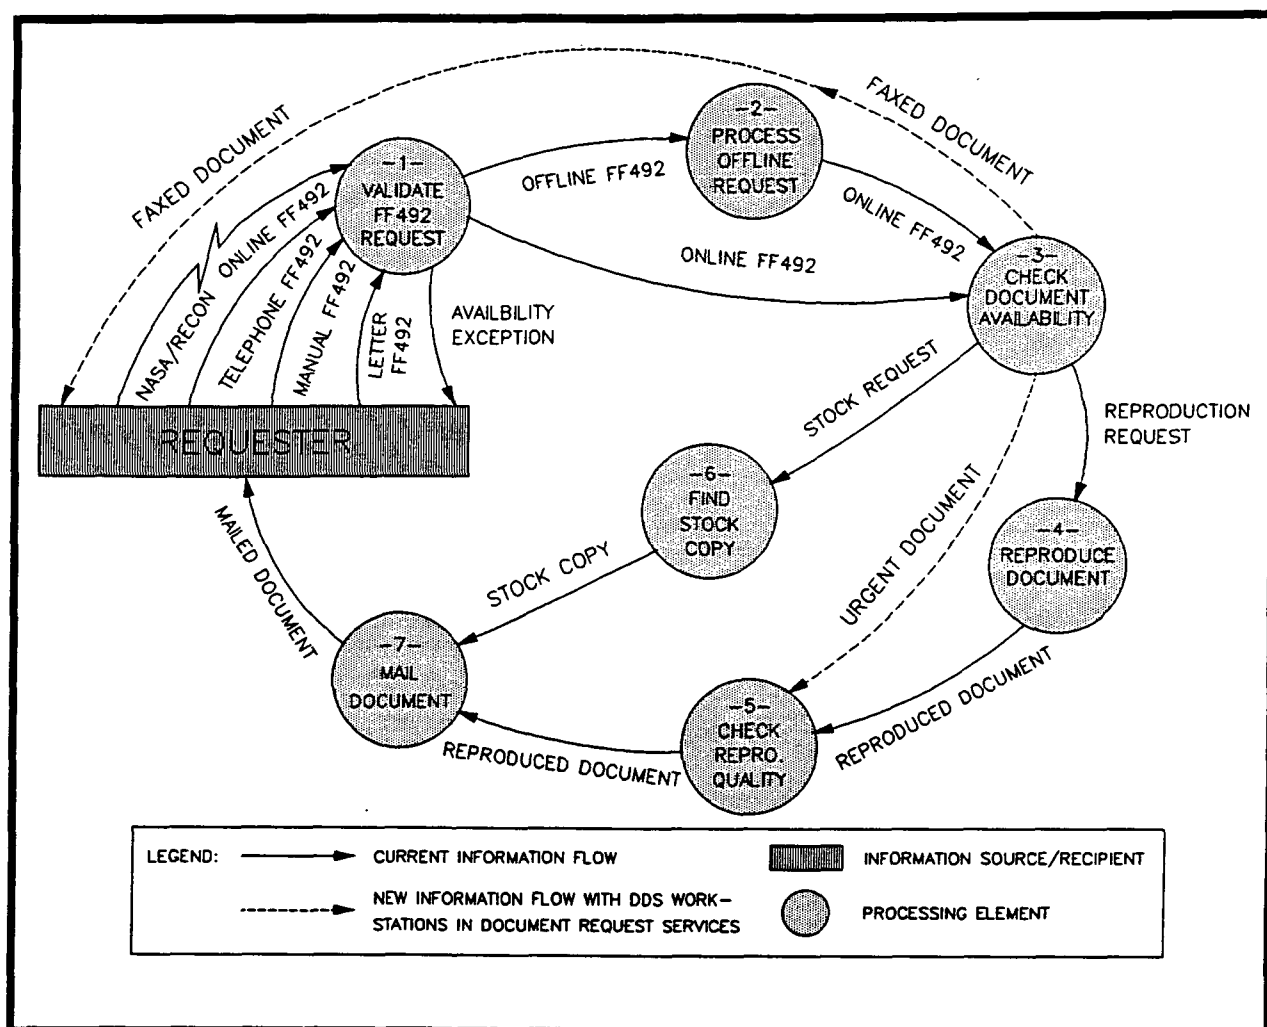 FAXED DOCUMENT
FAXED DOCUMENT
-1-
VALIDATE
FF492
REQUEST
-2-
PROCESS
OFFLINE
REQUEST
OFFLINE FF492
ONLINE FF492
ONLINE FF492
-3-
CHECK
DOCUMENT
AVAILABILITY
NASA/RECON ONLINE FF492
TELEPHONE FF492
MANUAL FF492
LETTER
FF492
AVAILBILITY
EXCEPTION
REQUESTER
STOCK REQUEST
REPRODUCTION
REQUEST
-6-
FIND
STOCK
COPY
URGENT DOCUMENT
-4-
REPRODUCE
DOCUMENT
MAILED DOCUMENT
STOCK COPY
-7-
MAIL
DOCUMENT
REPRODUCED DOCUMENT
-5-
CHECK
REPRO.
QUALITY
REPRODUCED DOCUMENT
LEGEND:
CURRENT INFORMATION FLOW
INFORMATION SOURCE/RECIPIENT
NEW INFORMATION FLOW WITH DDS WORK-
STATIONS IN DOCUMENT REQUEST SERVICES
PROCESSING ELEMENT